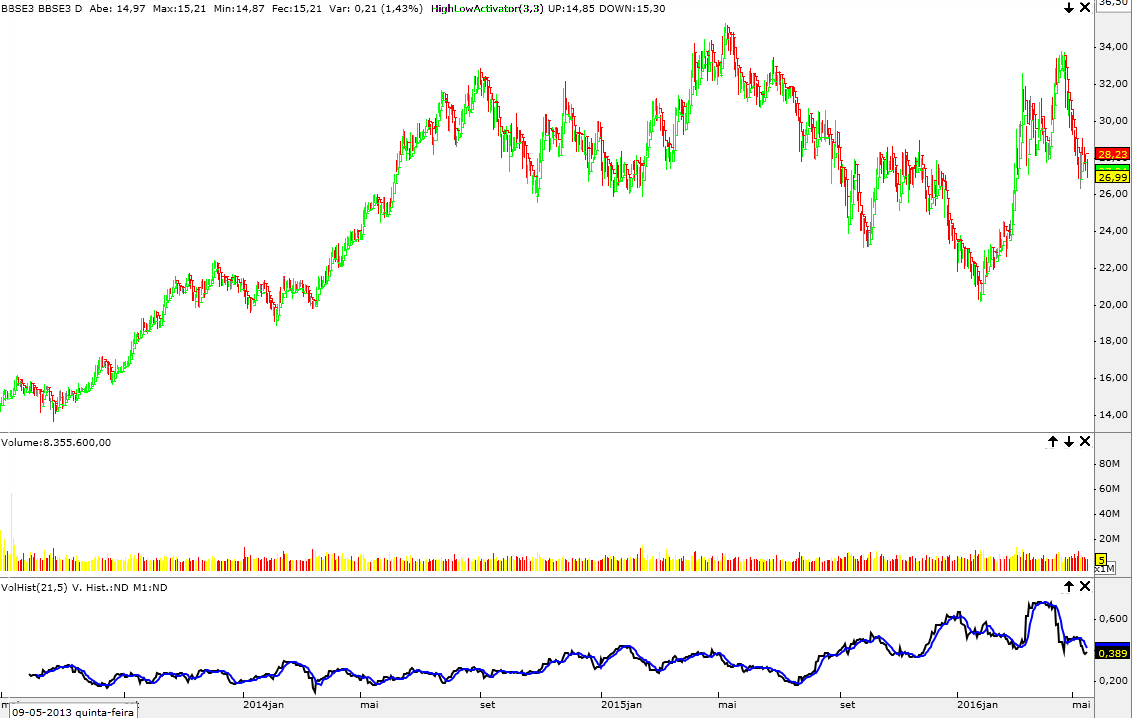 BBSE3 BBSE3 D Abe: 14,97 Max:15,21 Min:14,87 Fec:15,21 Var: 0,21 (1,43%) HighLowActivator(3,3) UP:14,85 DOWN:15,30
36,50
34,00
32,00
30,00
28,23
26,99
26,00
24,00
22,00
20,00
18,00
16,00
14,00
Volume:8.355.600,00
80M
60M
40M
20M
5
x1M
VolHist(21,5) V. Hist.:ND M1:ND
0,600
0,389
0,200
2014jan mai set 2015jan mai set 2016jan mai
09-05-2013 quinta-feira